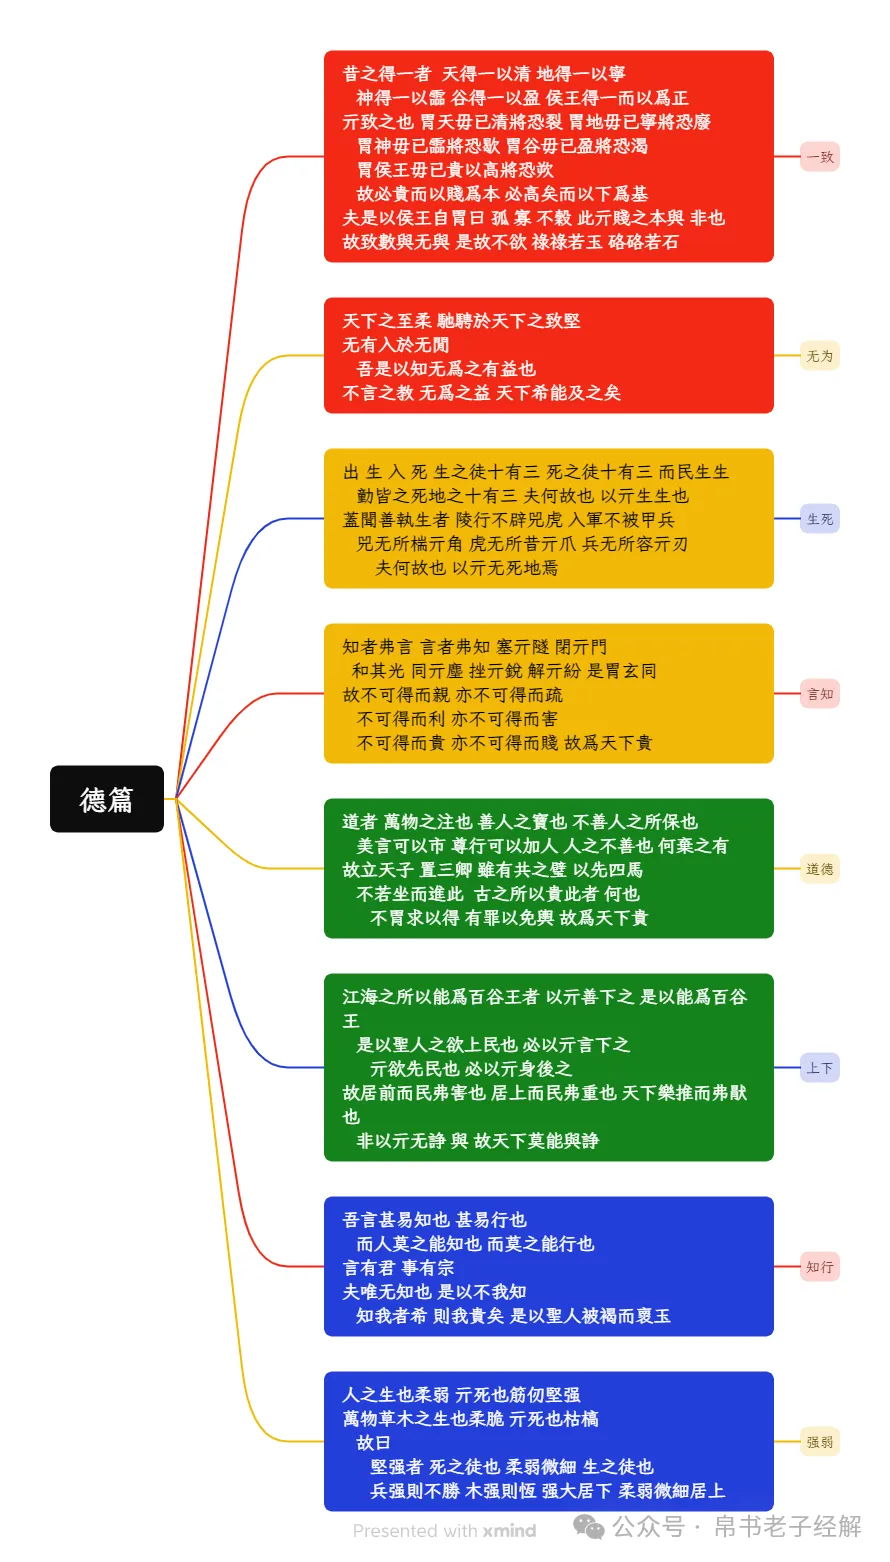 昔之得一者 天得一以清 地得一以寧
神得一以霝 谷得一以盈 侯王得一而以爲正
亓致之也 胃天毋已清將恐裂 胃地毋已寧將恐廢
胃神毋已霝將恐歇 胃谷毋已盈將恐渴
胃侯王毋已貴以高將恐欮
故必貴而以賤爲本 必高矣而以下爲基
夫是以侯王自胃曰 孤 寡 不穀 此亓賤之本與 非也
故致數與无與 是故不欲 祿祿若玉 硌硌若石
一致
天下之至柔 馳騁於天下之致堅
无有入於无閒
吾是以知无爲之有益也
不言之教 无爲之益 天下希能及之矣
无为
出 生 入 死 生之徒十有三 死之徒十有三 而民生生
動皆之死地之十有三 夫何故也 以亓生生也
蓋聞善執生者 陵行不辟兕虎 入軍不被甲兵
兕无所椯亓角 虎无所昔亓爪 兵无所容亓刃
夫何故也 以亓无死地焉
生死
知者弗言 言者弗知 塞亓㙂 閉亓門
和其光 同亓塵 挫亓銳 解亓紛 是胃玄同
故不可得而親 亦不可得而疏
不可得而利 亦不可得而害
不可得而貴 亦不可得而賤 故爲天下貴
言知
德篇
道者 萬物之注也 善人之寶也 不善人之所保也
美言可以市 尊行可以加人 人之不善也 何棄之有
故立天子 置三卿 雖有共之璧 以先四馬
不若坐而進此 古之所以貴此者 何也
不胃求以得 有罪以免輿 故爲天下貴
道德
江海之所以能爲百谷王者 以亓善下之 是以能爲百谷
王
是以聖人之欲上民也 必以亓言下之
亓欲先民也 必以亓身後之
故居前而民弗害也 居上而民弗重也 天下樂推而弗猒
也
非以亓无諍 與 故天下莫能與諍
上下
吾言甚易知也 甚易行也
而人莫之能知也 而莫之能行也
言有君 事有宗
夫唯无知也 是以不我知
知我者希 則我貴矣 是以聖人被褐而褱玉
知行
人之生也柔弱 亓死也筋仞堅强
萬物草木之生也柔脆 亓死也枯槁
故曰
堅强者 死之徒也 柔弱微細 生之徒也
兵强則不勝 木强則恆 强大居下 柔弱微細居上
强弱
Presented with xmind
公众号 · 帛书老子经解